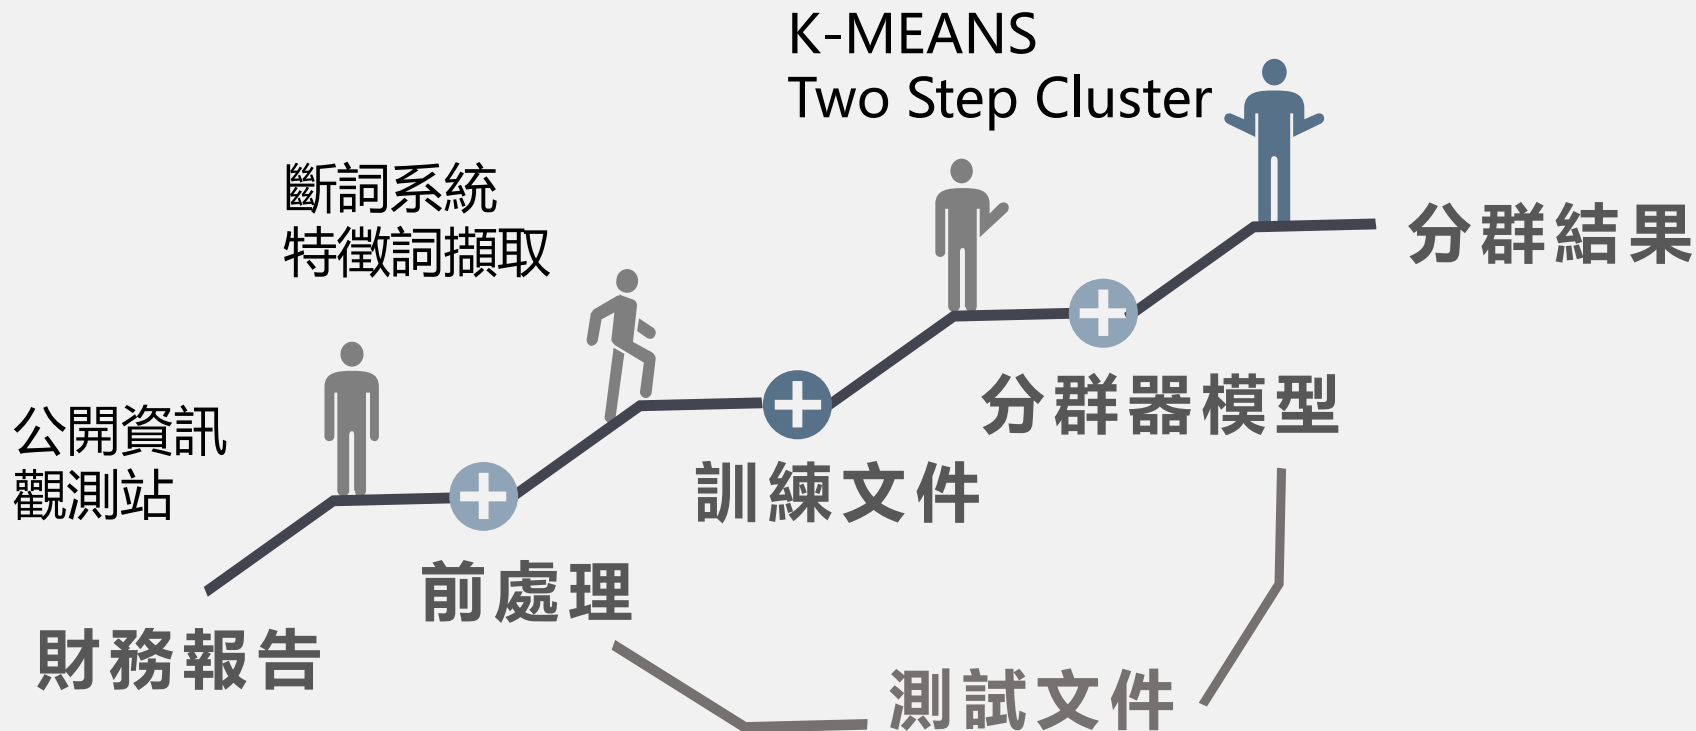 K-MEANS
Two Step Cluster
斷詞系統
特徵詞擷取
公開資訊
觀測站
分群結果
分群器模型
訓練文件
前處理
財務報告
測試文件